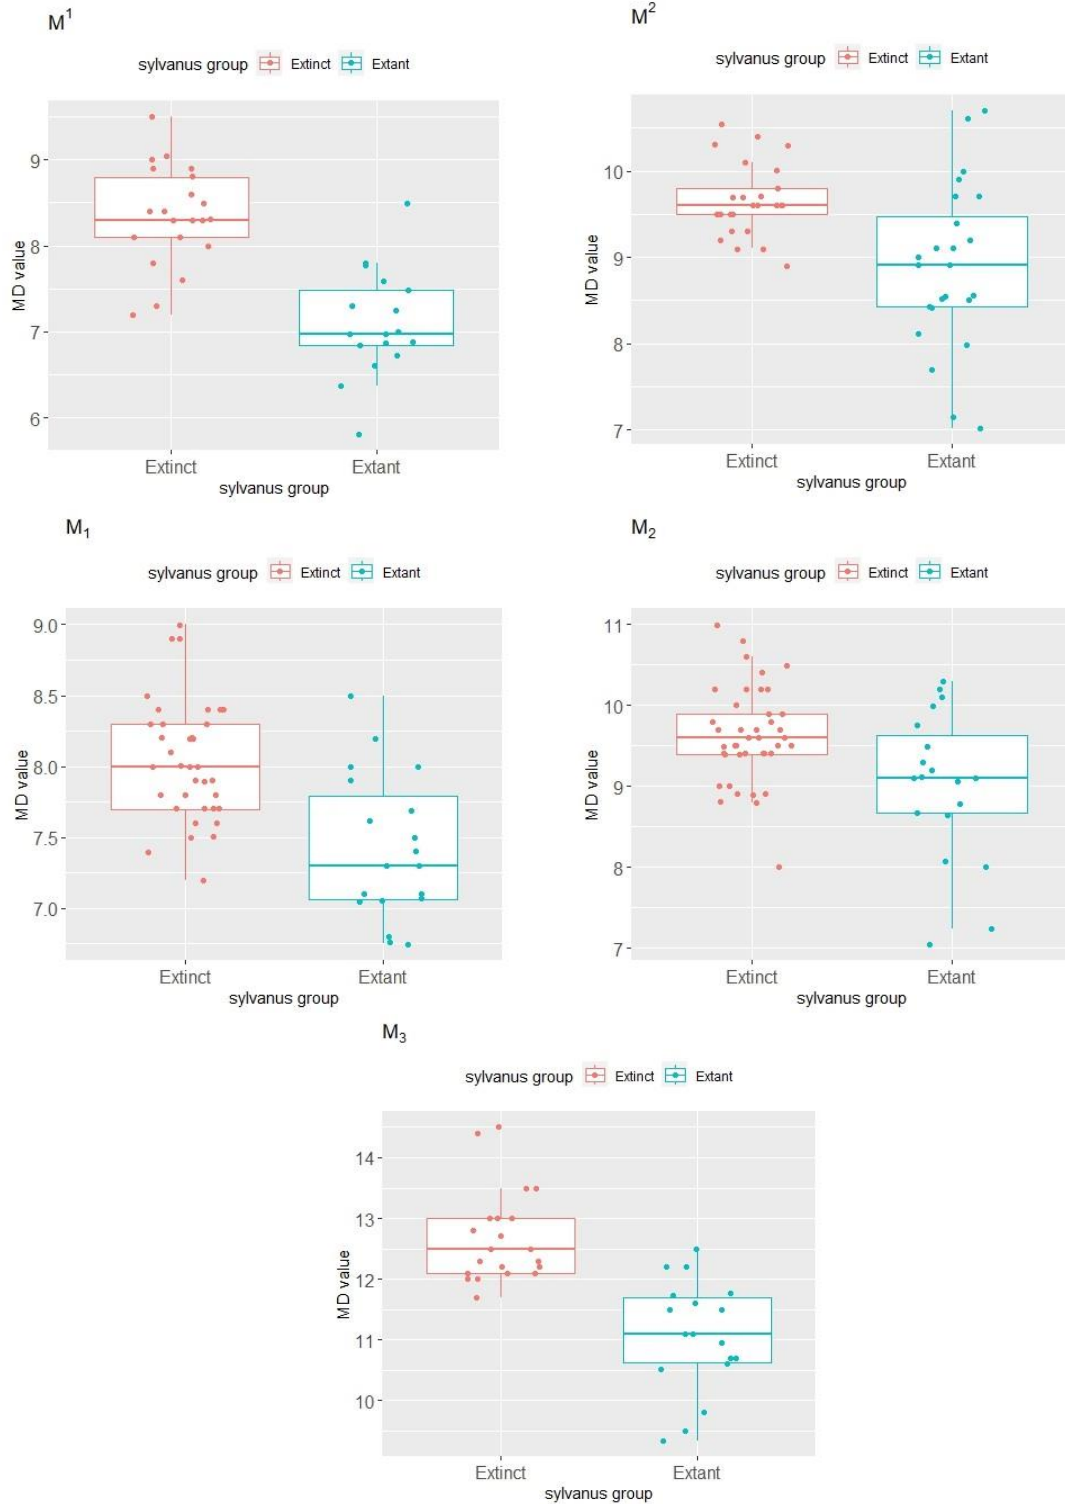 M¹
sylvanus group Extinct Extant
MD value
9
8
7
6
Extinct Extant
sylvanus group
M²
sylvanus group Extinct Extant
MD value
10
9
8
7
Extinct Extant
sylvanus group
M₁
sylvanus group Extinct Extant
MD value
9.0
8.5
8.0
7.5
7.0
Extinct Extant
sylvanus group
M₂
sylvanus group Extinct Extant
MD value
11
10
9
8
7
Extinct Extant
sylvanus group
M₃
sylvanus group Extinct Extant
MD value
14
13
12
11
10
Extinct Extant
sylvanus group